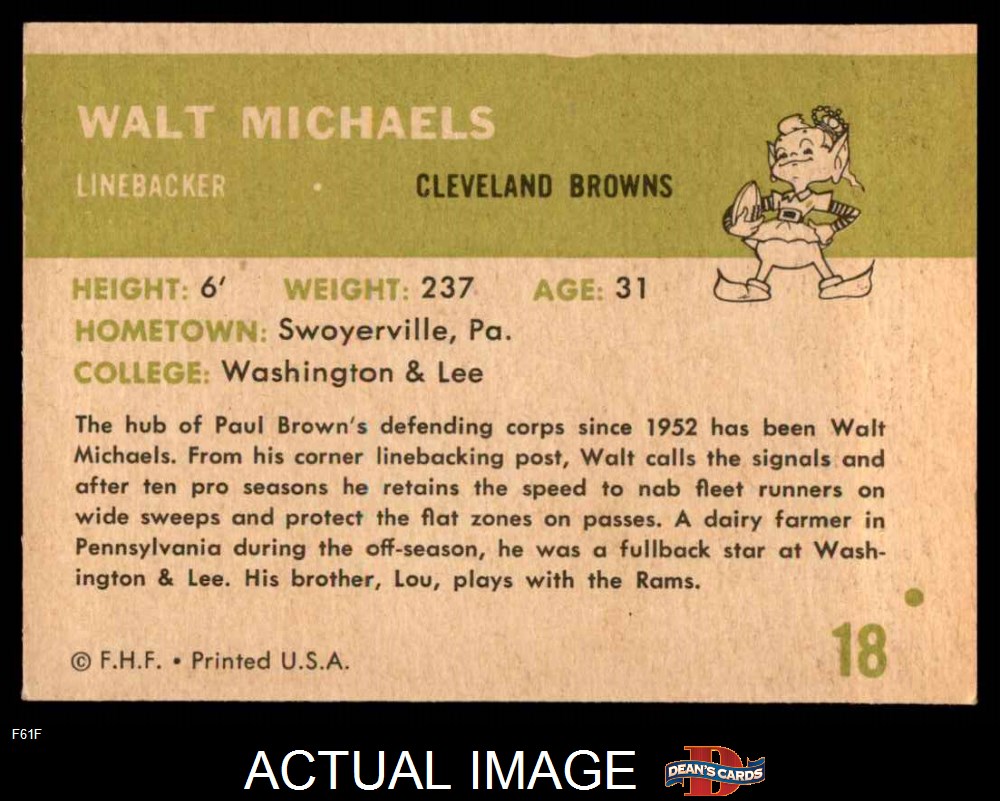 WALT MICHAELS
LINEBACKER • CLEVELAND BROWNS
HEIGHT: 6′ WEIGHT: 237 AGE: 31
HOMETOWN: Swoyerville, Pa.
COLLEGE: Washington & Lee
The hub of Paul Brown's defending corps since 1952 has been Walt
Michaels. From his corner linebacking post, Walt calls the signals and
after ten pro seasons he retains the speed to nab fleet runners on
wide sweeps and protect the flat zones on passes. A dairy farmer in
Pennsylvania during the off-season, he was a fullback star at Wash-
ington & Lee. His brother, Lou, plays with the Rams.
18
© F.H.F. • Printed U.S.A.
F61F
ACTUAL IMAGE
D
DEAN'S CARDS